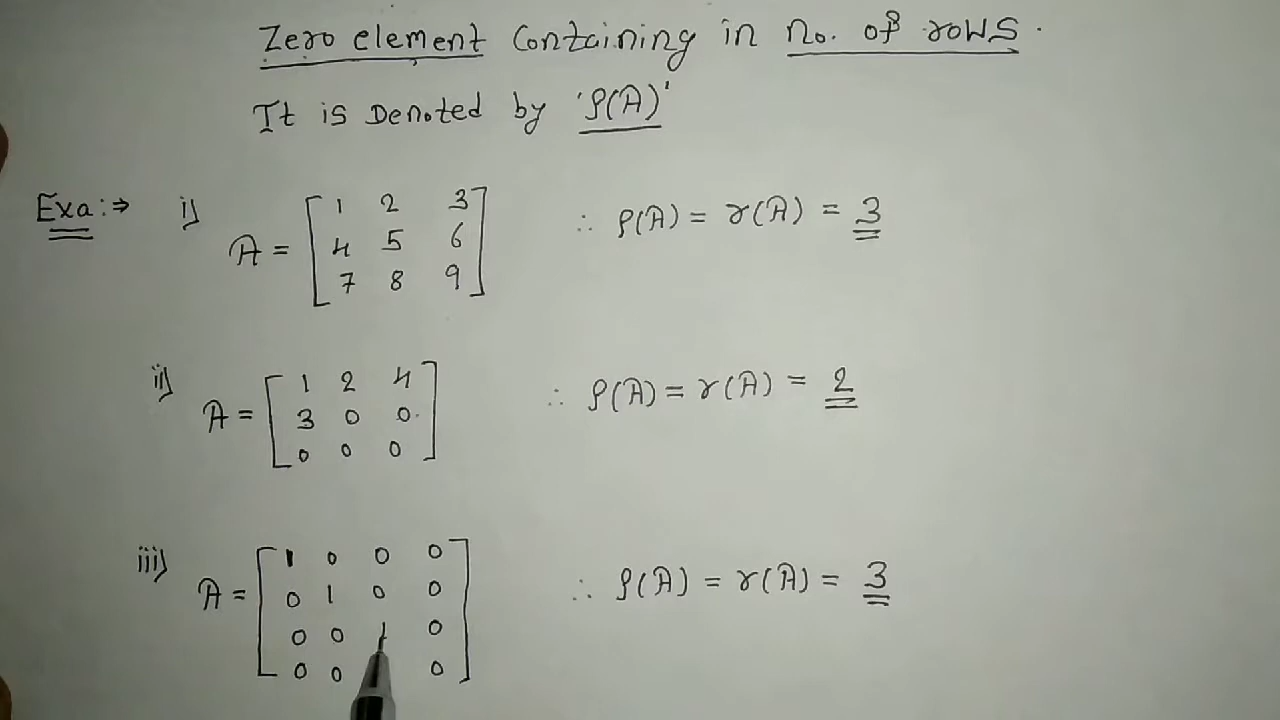 Zero element Containing in no. of rows.
It is Denoted by 'ρ(A)'
Exa:⇒ i) A = [ 1 2 3 ∴ ρ(A) = r(A) = 3
4 5 6
7 8 9 ]
ii) A = [ 1 2 4 ∴ ρ(A) = r(A) = 2
3 0 0
0 0 0 ]
iii) A = [ 1 0 0 0 ∴ ρ(A) = r(A) = 3
0 1 0 0
0 0 1 0
0 0 0 ]